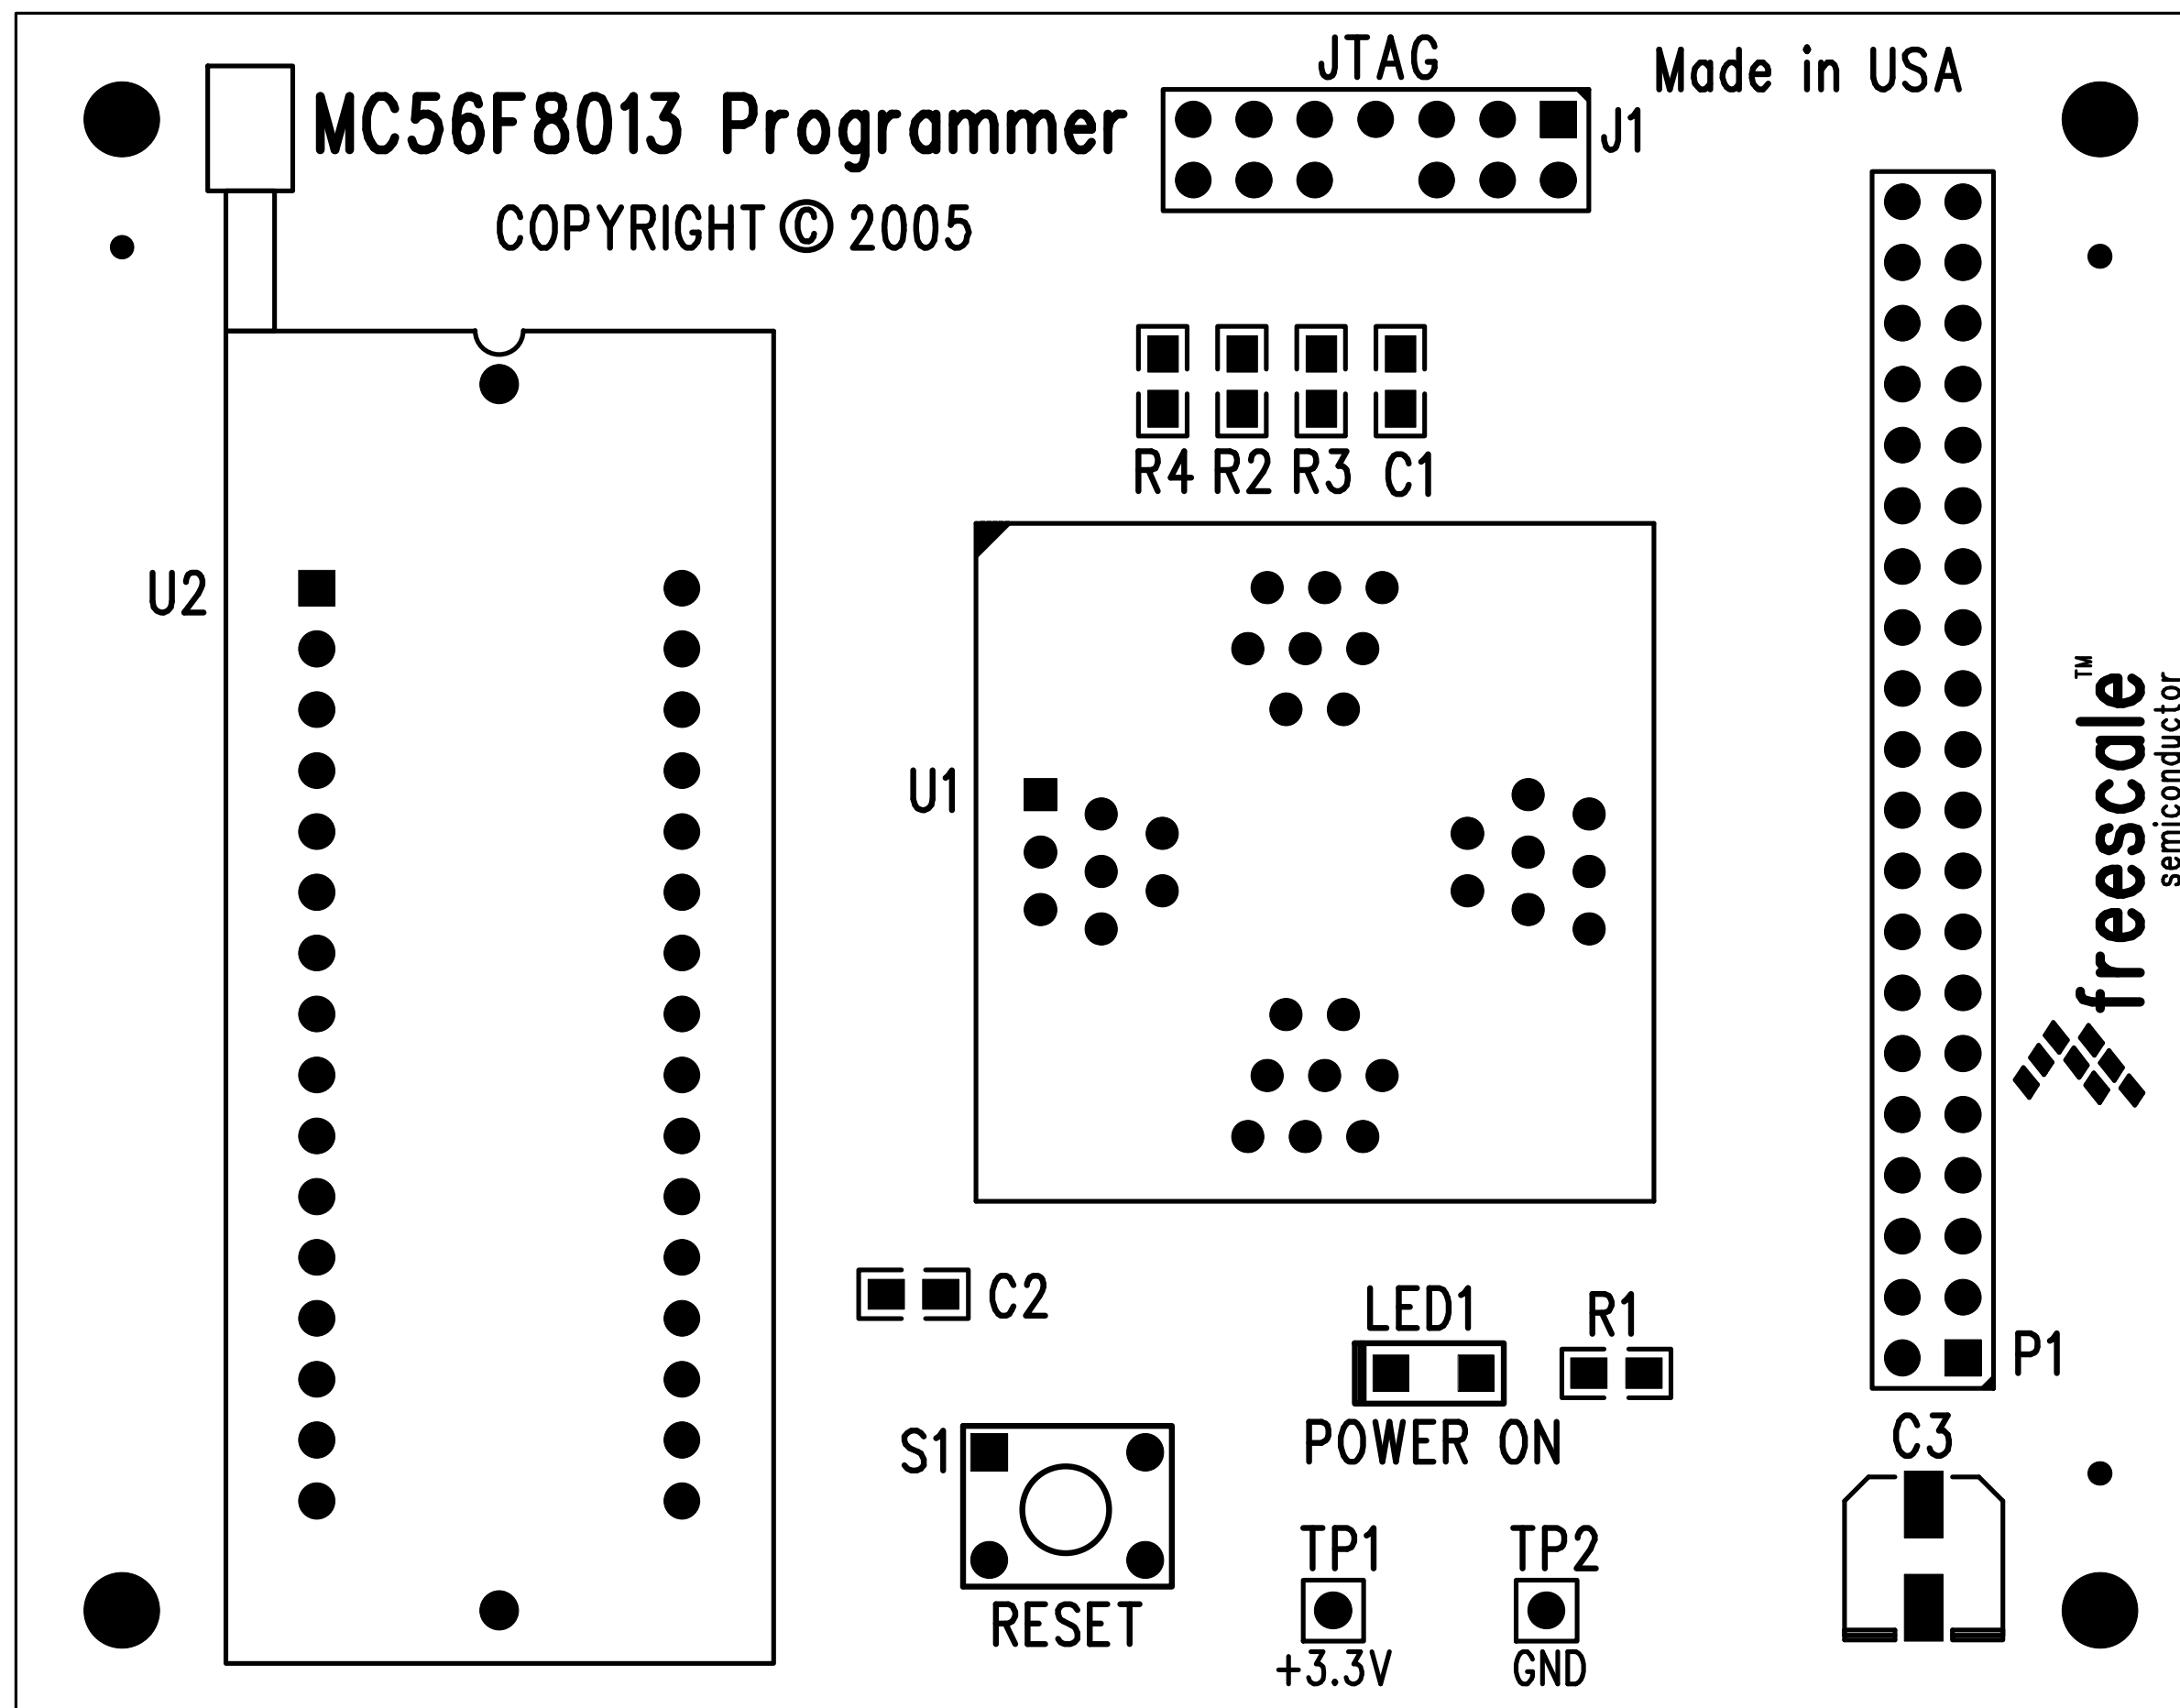 JTAG
Made in USA
MC56F8013 Programmer
J1
COPYRIGHT © 2005
R4 R2 R3 C1
U2
U1
freescale™
semiconductor
C2
LED1
R1
P1
POWER ON
C3
S1
TP1
TP2
RESET
+3.3V
GND